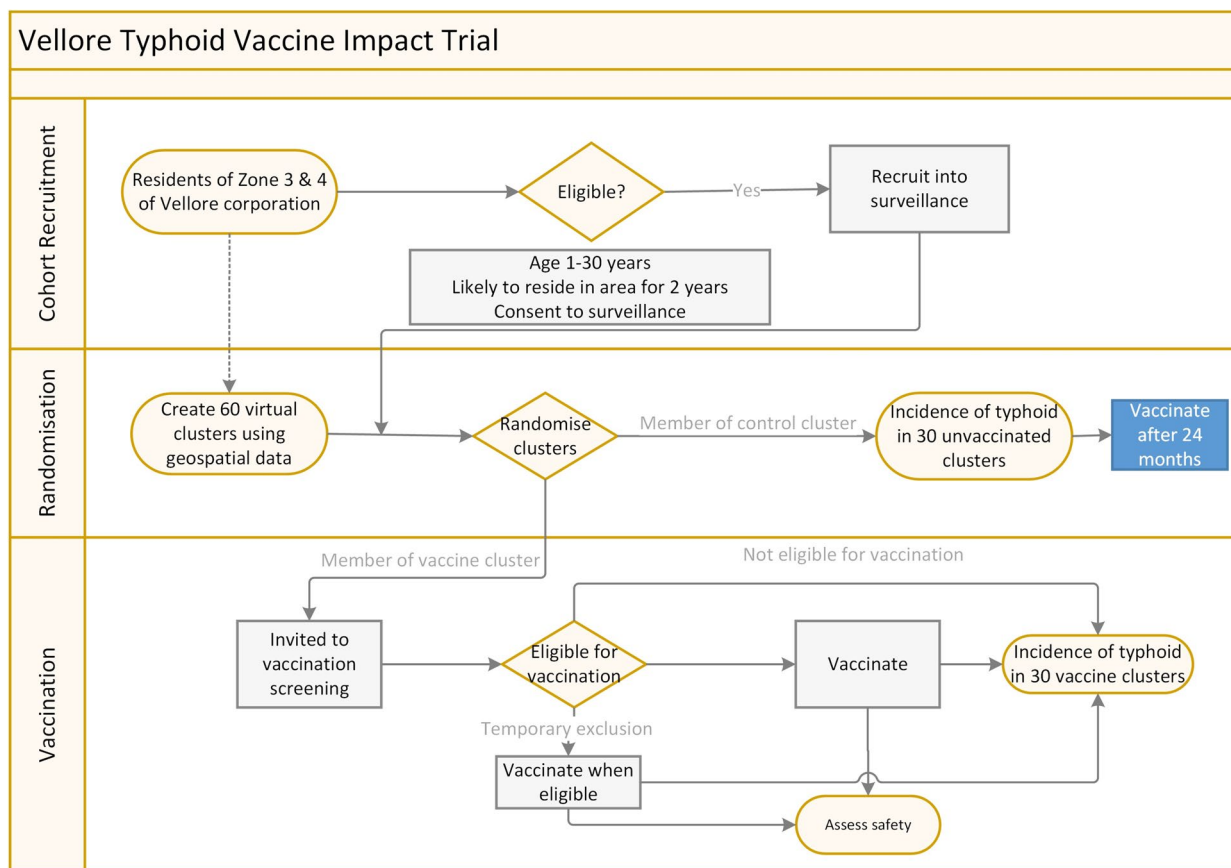 Vellore Typhoid Vaccine Impact Trial
Cohort Recruitment
Residents of Zone 3 & 4
of Vellore corporation
Eligible?
Yes
Recruit into
surveillance
Age 1-30 years
Likely to reside in area for 2 years
Consent to surveillance
Randomisation
Create 60 virtual
clusters using
geospatial data
Randomise
clusters
Member of control cluster
Incidence of typhoid
in 30 unvaccinated
clusters
Vaccinate
after 24
months
Vaccination
Member of vaccine cluster
Not eligible for vaccination
Invited to
vaccination
screening
Eligible for
vaccination
Vaccinate
Incidence of typhoid
in 30 vaccine clusters
Temporary exclusion
Vaccinate when
eligible
Assess safety